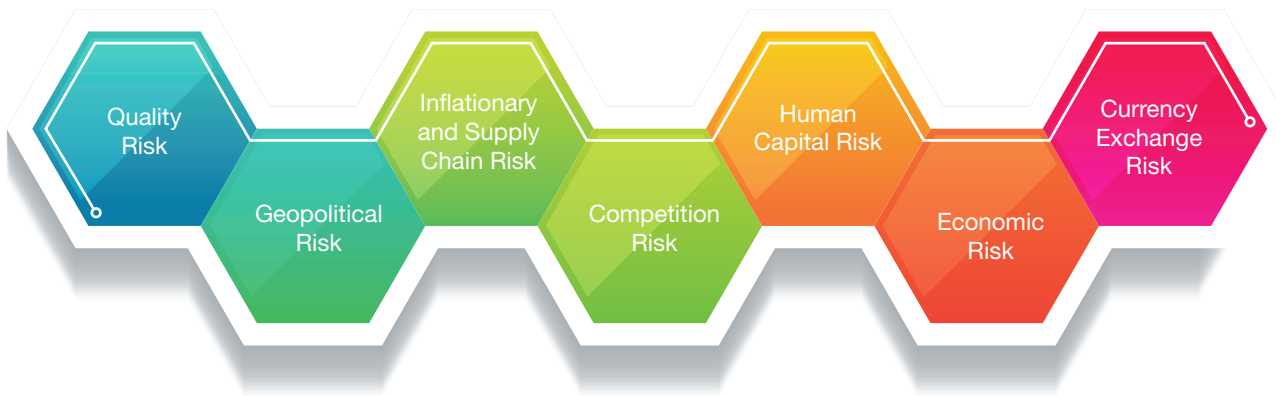 Quality
Risk
Geopolitical
Risk
Inflationary
and Supply
Chain Risk
Competition
Risk
Human
Capital Risk
Economic
Risk
Currency
Exchange
Risk